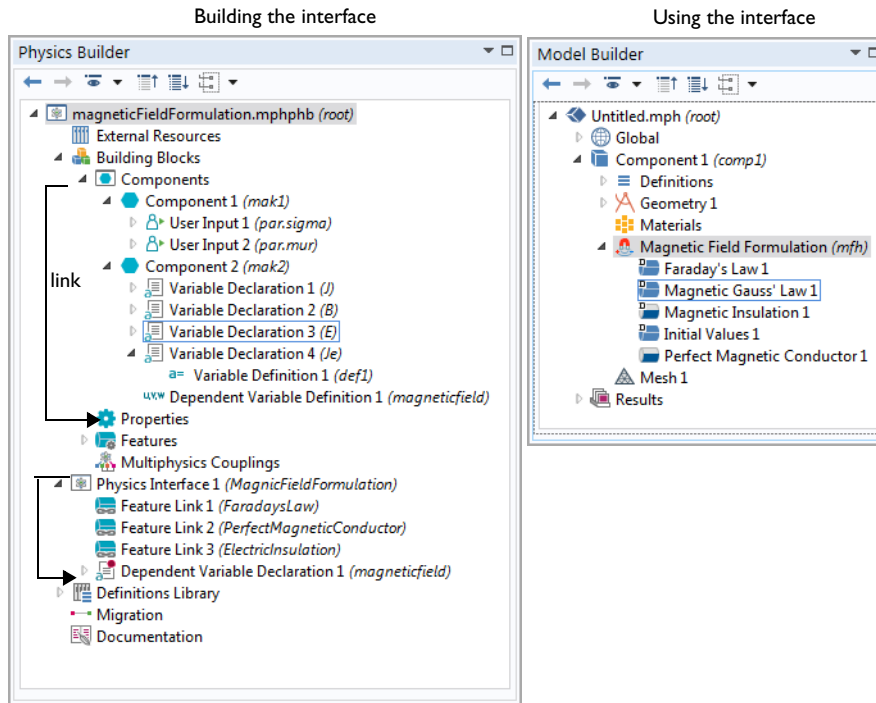 Building the interface
Using the interface
Physics Builder
magneticFieldFormulation.mphphb (root)
External Resources
Building Blocks
Components
Component 1 (mak1)
User Input 1 (par.sigma)
User Input 2 (par.mur)
Component 2 (mak2)
link
Variable Declaration 1 (J)
Variable Declaration 2 (B)
Variable Declaration 3 (E)
Variable Declaration 4 (Je)
a= Variable Definition 1 (def1)
u,v,w Dependent Variable Definition 1 (magneticfield)
Properties
Features
Multiphysics Couplings
Physics Interface 1 (MagnicFieldFormulation)
Feature Link 1 (FaradaysLaw)
Feature Link 2 (PerfectMagneticConductor)
Feature Link 3 (ElectricInsulation)
Dependent Variable Declaration 1 (magneticfield)
Definitions Library
Migration
Documentation
Model Builder
Untitled.mph (root)
Global
Component 1 (comp1)
Definitions
Geometry 1
Materials
Magnetic Field Formulation (mfh)
Faraday's Law 1
Magnetic Gauss' Law 1
Magnetic Insulation 1
Initial Values 1
Perfect Magnetic Conductor 1
Mesh 1
Results